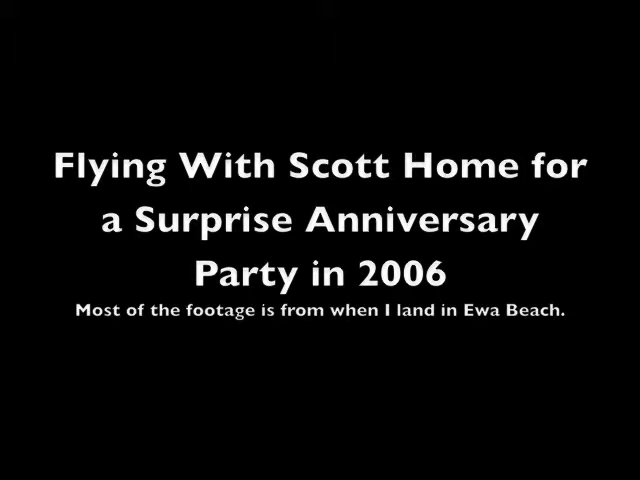 Flying With Scott Home for
a Surprise Anniversary
Party in 2006
Most of the footage is from when I land in Ewa Beach.